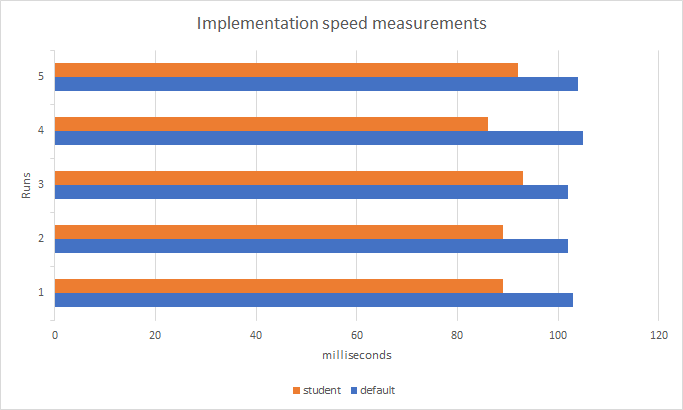 Implementation speed measurements
5
4
3
2
1
Runs
0 20 40 60 80 100 120
milliseconds
student default